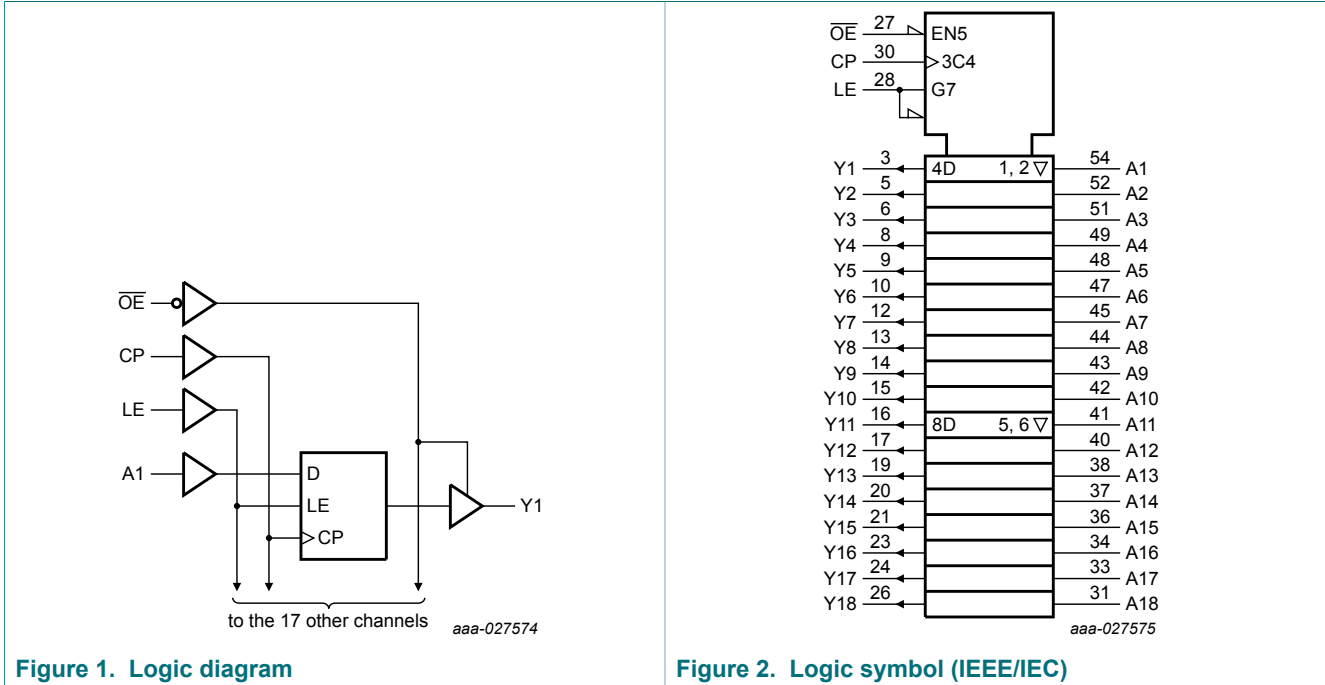 OE
CP
LE
A1
D
LE
CP
Y1
to the 17 other channels
aaa-027574
Figure 1. Logic diagram
OE 27 EN5
CP 30 3C4
LE 28 G7
Y1 3 4D 1, 2 ▽ 54 A1
Y2 5 52 A2
Y3 6 51 A3
Y4 8 49 A4
Y5 9 48 A5
Y6 10 47 A6
Y7 12 45 A7
Y8 13 44 A8
Y9 14 43 A9
Y10 15 42 A10
Y11 16 8D 5, 6 ▽ 41 A11
Y12 17 40 A12
Y13 19 38 A13
Y14 20 37 A14
Y15 21 36 A15
Y16 23 34 A16
Y17 24 33 A17
Y18 26 31 A18
aaa-027575
Figure 2. Logic symbol (IEEE/IEC)